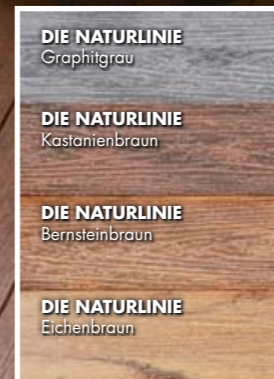 DIE NATURLINIE
Graphitgrau
DIE NATURLINIE
Kastanienbraun
DIE NATURLINIE
Bernsteinbraun
DIE NATURLINIE
Eichenbraun